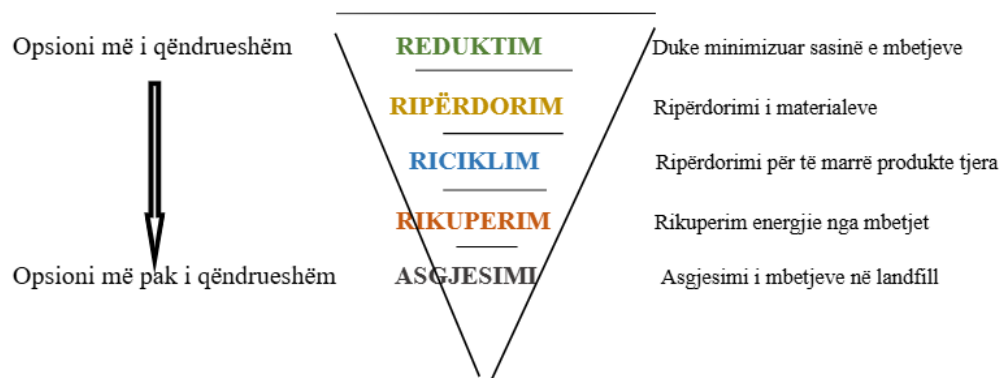 Opsioni më i qëndrueshëm REDUKTIM Duke minimizuar sasinë e mbetjeve
RIPËRDORIM Ripërdorimi i materialeve
RICIKLIM Ripërdorimi për të marrë produkte tjera
RIKUPERIM Rikuperim energjie nga mbetjet
Opsioni më pak i qëndrueshëm ASGJESIMI Asgjesimi i mbetjeve në landfill